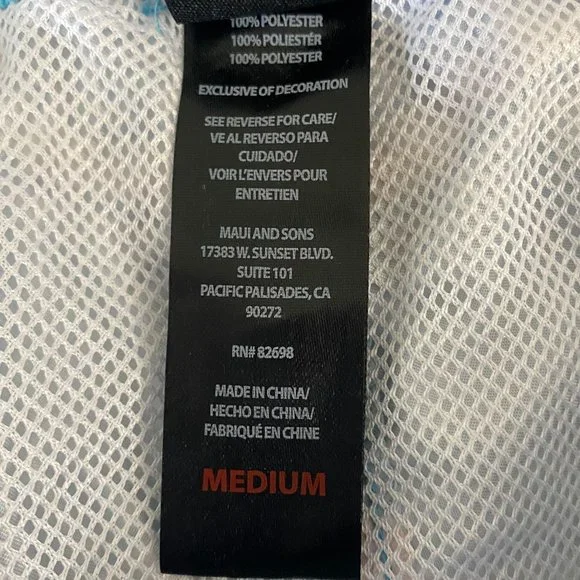 100% POLYESTER
100% POLIESTÉR
100% POLYESTER
EXCLUSIVE OF DECORATION
SEE REVERSE FOR CARE/
VE AL REVERSO PARA
CUIDADO/
VOIR L'ENVERS POUR
ENTRETIEN
MAUI AND SONS
17383 W. SUNSET BLVD.
SUITE 101
PACIFIC PALISADES, CA
90272
RN# 82698
MADE IN CHINA/
HECHO EN CHINA/
FABRIQUÉ EN CHINE
MEDIUM